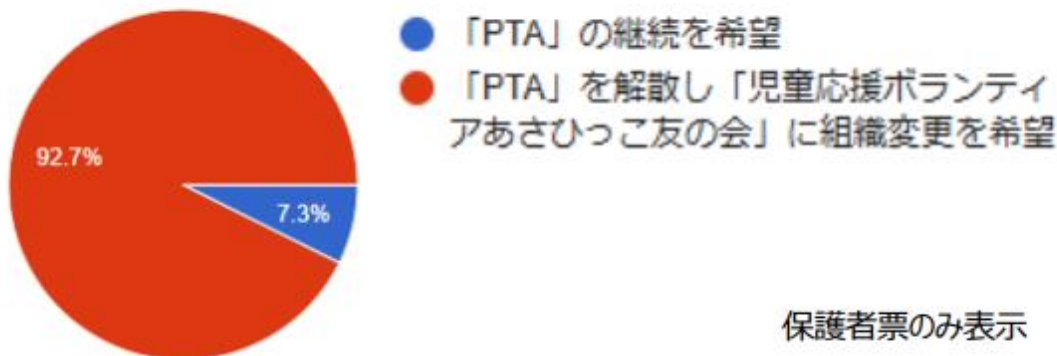 「PTA」の継続を希望
「PTA」を解散し「児童応援ボランティ
アあさひっこ友の会」に組織変更を希望
92.7%
7.3%
保護者票のみ表示